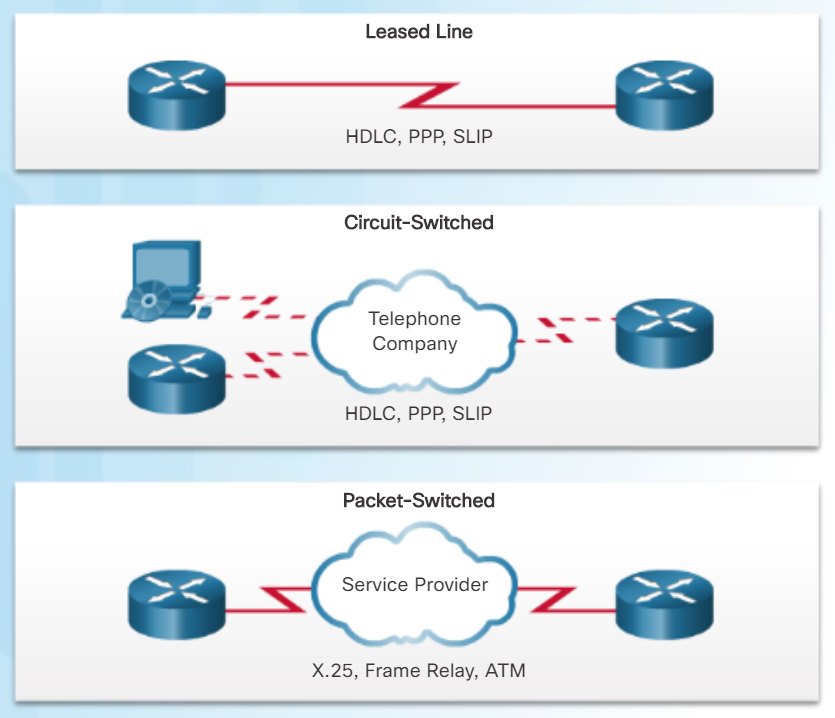 Leased Line
HDLC, PPP, SLIP
Circuit-Switched
Telephone
Company
HDLC, PPP, SLIP
Packet-Switched
Service Provider
X.25, Frame Relay, ATM